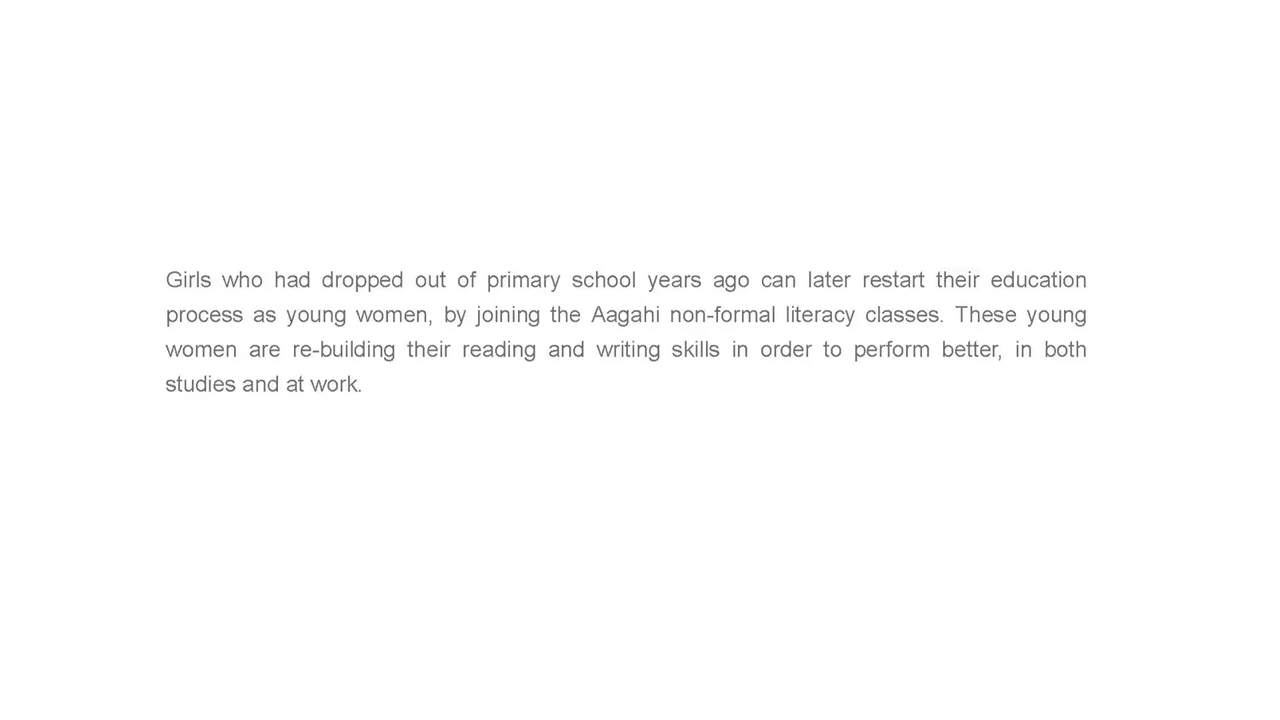 Girls who had dropped out of primary school years ago can later restart their education
process as young women, by joining the Aagahi non-formal literacy classes. These young
women are re-building their reading and writing skills in order to perform better, in both
studies and at work.